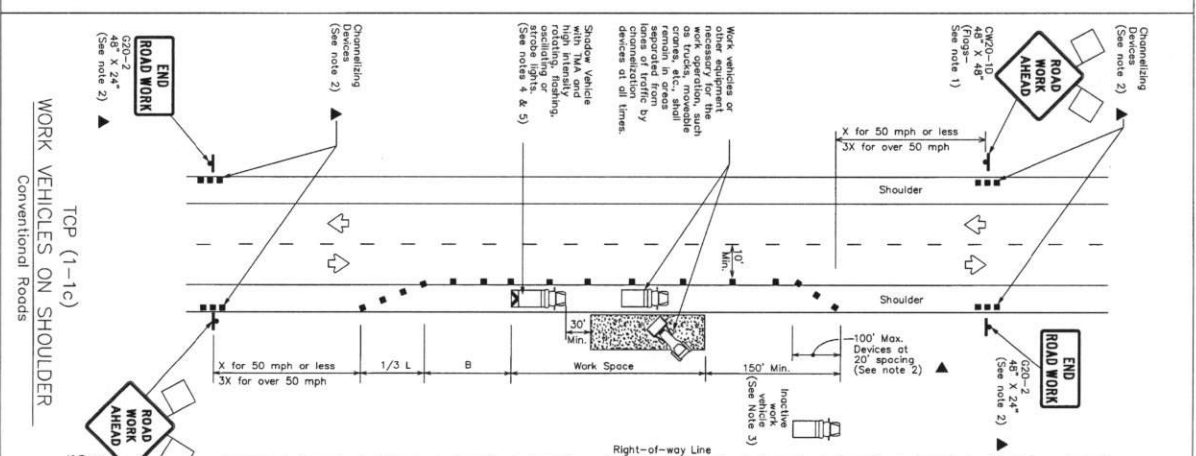 Channelizing
Devices
(See note 2)
END
ROAD WORK
G20-2
48" X 24"
(See note 2)
Shadow Vehicle
with TMA and
high intensity
rotating, flashing,
oscillating or
strobe lights.
(See notes 4 & 5)
Work vehicles or
other equipment
necessary for the
work operation, such
as trucks, moveable
cranes, etc., shall
remain in areas
separated from
lanes of traffic by
channelization
devices at all times.
ROAD
WORK
AHEAD
CW20-1D
48" X 48"
(Flags-
See note 1)
Channelizing
Devices
(See note 2)
X for 50 mph or less
3X for over 50 mph
Shoulder
10'
Min.
Shoulder
30'
Min.
100' Max.
Devices at
20' spacing
(See note 2)
END
ROAD WORK
G20-2
48" X 24"
(See note 2)
X for 50 mph or less
3X for over 50 mph
1/3 L
B
Work Space
150' Min.
Inactive
work
vehicle
(See Note 3)
ROAD
WORK
AHEAD
Right-of-way Line
TCP (1-1c)
WORK VEHICLES ON SHOULDER
Conventional Roads